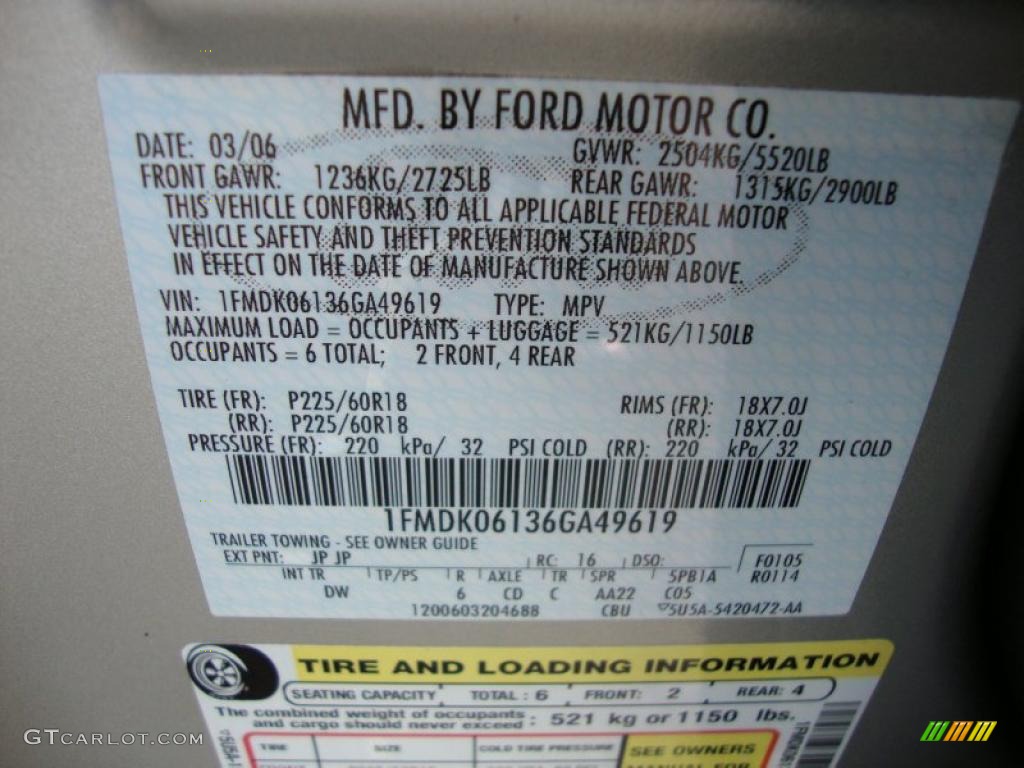 MFD. BY FORD MOTOR CO.
DATE: 03/06 GVWR: 2504KG/5520LB
FRONT GAWR: 1236KG/2725LB REAR GAWR: 1315KG/2900LB
THIS VEHICLE CONFORMS TO ALL APPLICABLE FEDERAL MOTOR
VEHICLE SAFETY AND THEFT PREVENTION STANDARDS
IN EFFECT ON THE DATE OF MANUFACTURE SHOWN ABOVE.
VIN: 1FMDK06136GA49619 TYPE: MPV
MAXIMUM LOAD = OCCUPANTS + LUGGAGE = 521KG/1150LB
OCCUPANTS = 6 TOTAL; 2 FRONT, 4 REAR
TIRE (FR): P225/60R18 RIMS (FR): 18X7.0J
(RR): P225/60R18 (RR): 18X7.0J
PRESSURE (FR): 220 kPa/ 32 PSI COLD (RR): 220 kPa/ 32 PSI COLD
1FMDK06136GA49619
TRAILER TOWING - SEE OWNER GUIDE
EXT PNT: JP JP RC: 16 DSO: F0105
INT TR TP/PS R AXLE TR SPR 5PB1A R0114
DW 6 CD C AA22 C05
1200603204688 CBU 5U5A-5420472-AA
TIRE AND LOADING INFORMATION
SEATING CAPACITY TOTAL : 6 FRONT: 2 REAR: 4
The combined weight of occupants and cargo should never exceed : 521 kg or 1150 lbs.
TIRE SIZE COLD TIRE PRESSURE SEE OWNERS
MANUAL FOR
GTCARLOT.COM